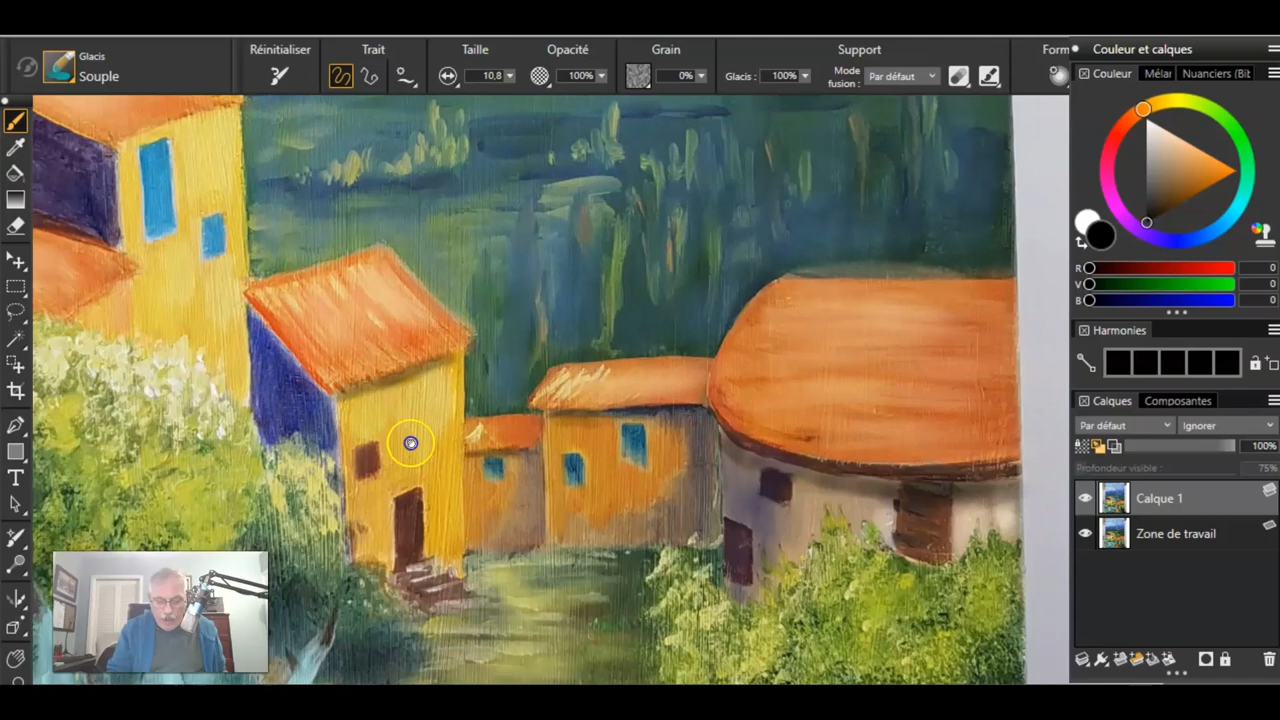 Glacis
Souple
Réinitialiser
Trait
Taille
10,8
Opacité
100%
Grain
0%
Glacis : 100%
Support
Mode fusion :
Par défaut
Form
Couleur et calques
Couleur
Mélar
Nuanciers (Bit
R
0
V
0
B
0
Harmonies
Calques
Composantes
Par défaut
Ignorer
100%
Profondeur visible :
75%
Calque 1
Zone de travail
T